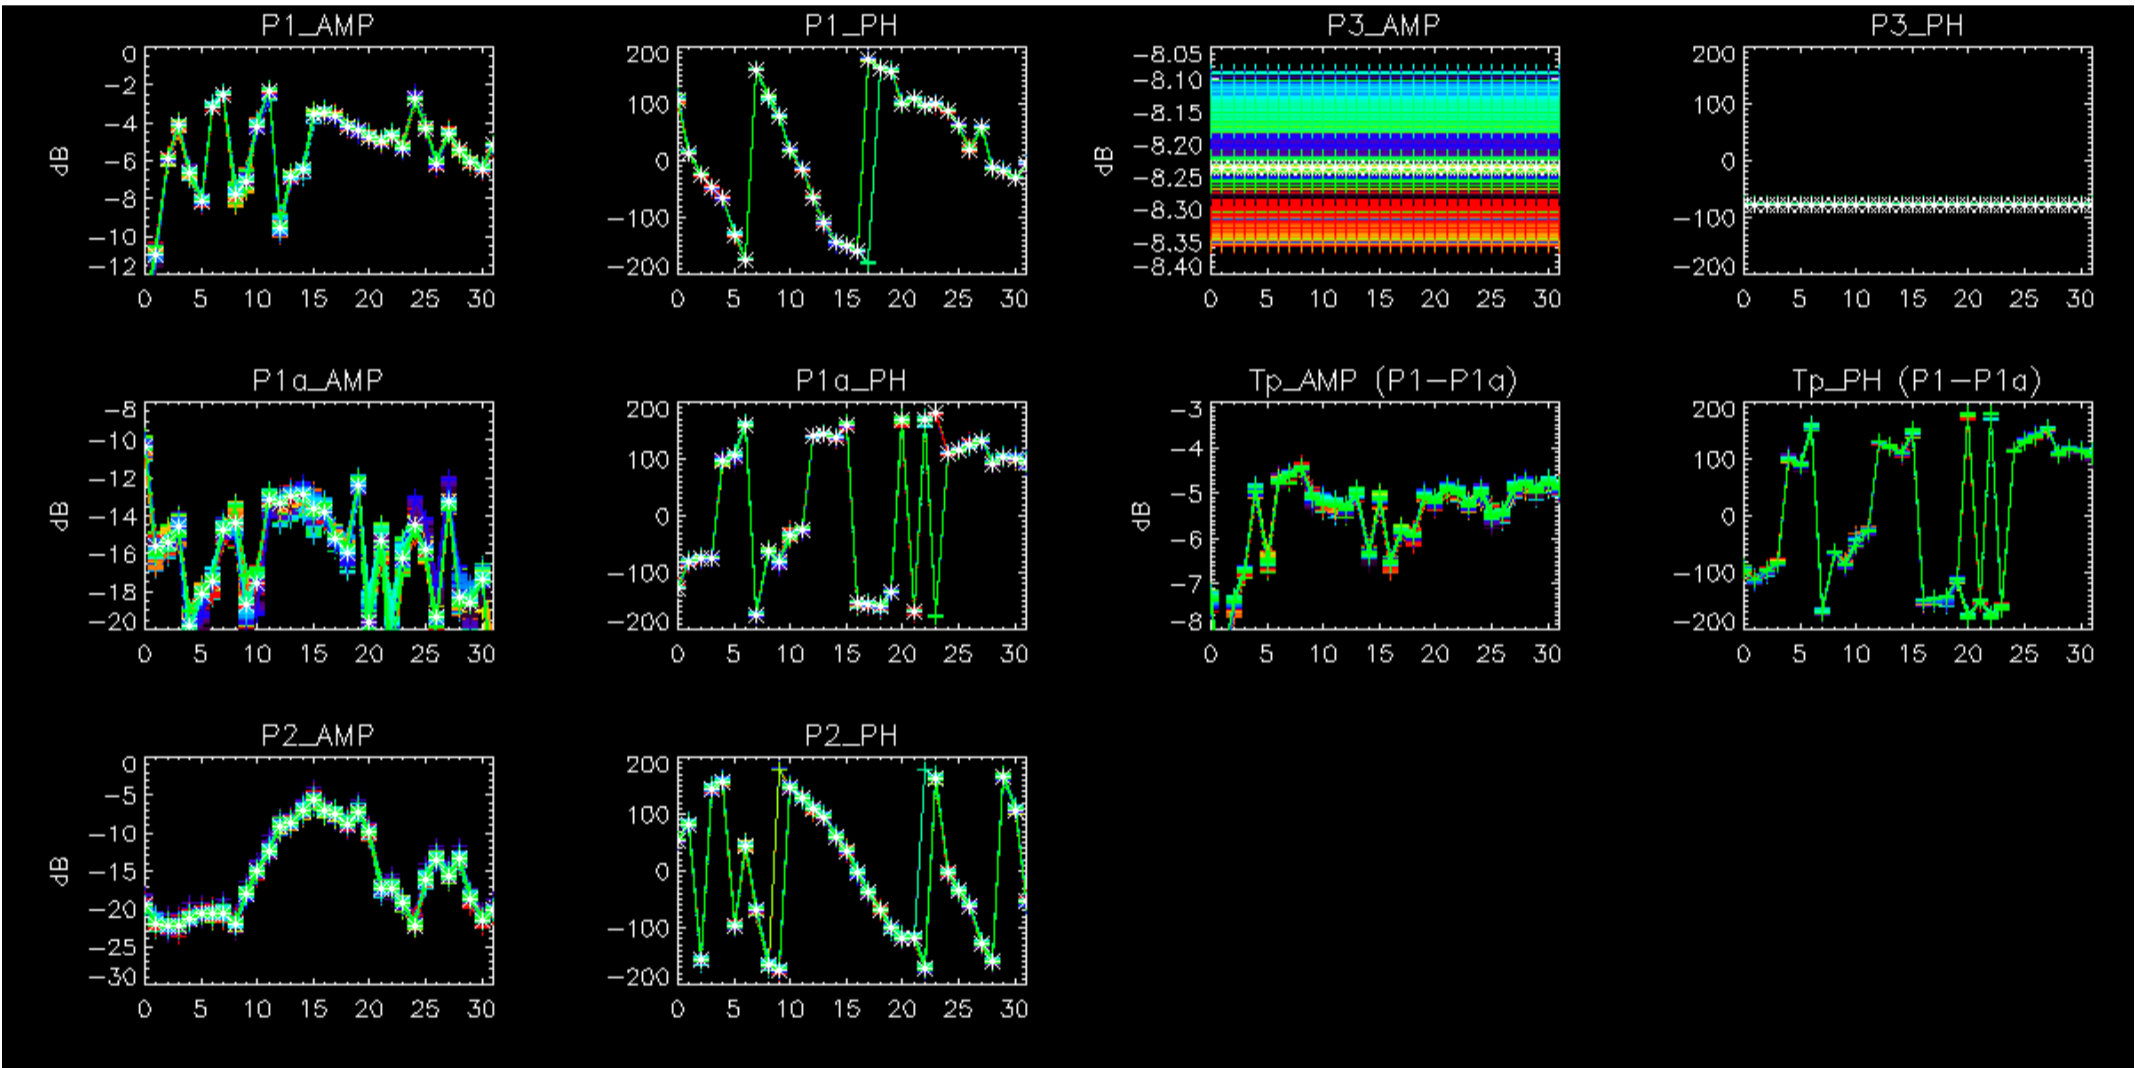 P1_AMP
P1_PH
P3_AMP
P3_PH
0
-2
-4
-6
-8
-10
-12
dB
0 5 10 15 20 25 30
200
100
0
-100
-200
0 5 10 15 20 25 30
-8.05
-8.10
-8.15
-8.20
-8.25
-8.30
-8.35
-8.40
dB
0 5 10 15 20 25 30
200
100
0
-100
-200
0 5 10 15 20 25 30
P1a_AMP
P1a_PH
Tp_AMP (P1-P1a)
Tp_PH (P1-P1a)
-8
-10
-12
-14
-16
-18
-20
dB
0 5 10 15 20 25 30
200
100
0
-100
-200
0 5 10 15 20 25 30
-3
-4
-5
-6
-7
-8
dB
0 5 10 15 20 25 30
200
100
0
-100
-200
0 5 10 15 20 25 30
P2_AMP
P2_PH
0
-5
-10
-15
-20
-25
-30
dB
0 5 10 15 20 25 30
200
100
0
-100
-200
0 5 10 15 20 25 30